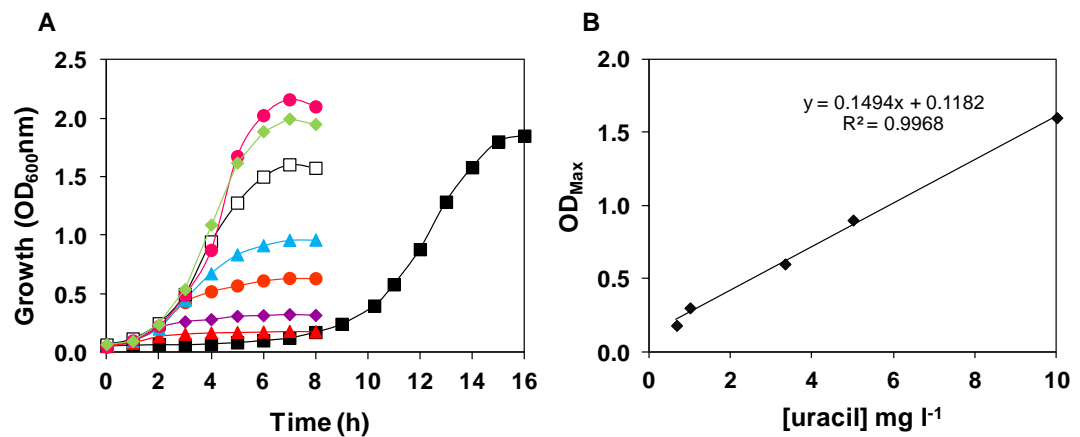 A
Growth (OD600nm)
2.5
2.0
1.5
1.0
0.5
0.0
0 2 4 6 8 10 12 14 16
Time (h)
B
ODMax
2.0
1.5
1.0
0.5
0.0
y = 0.1494x + 0.1182
R² = 0.9968
0 2 4 6 8 10
[uracil] mg l⁻¹